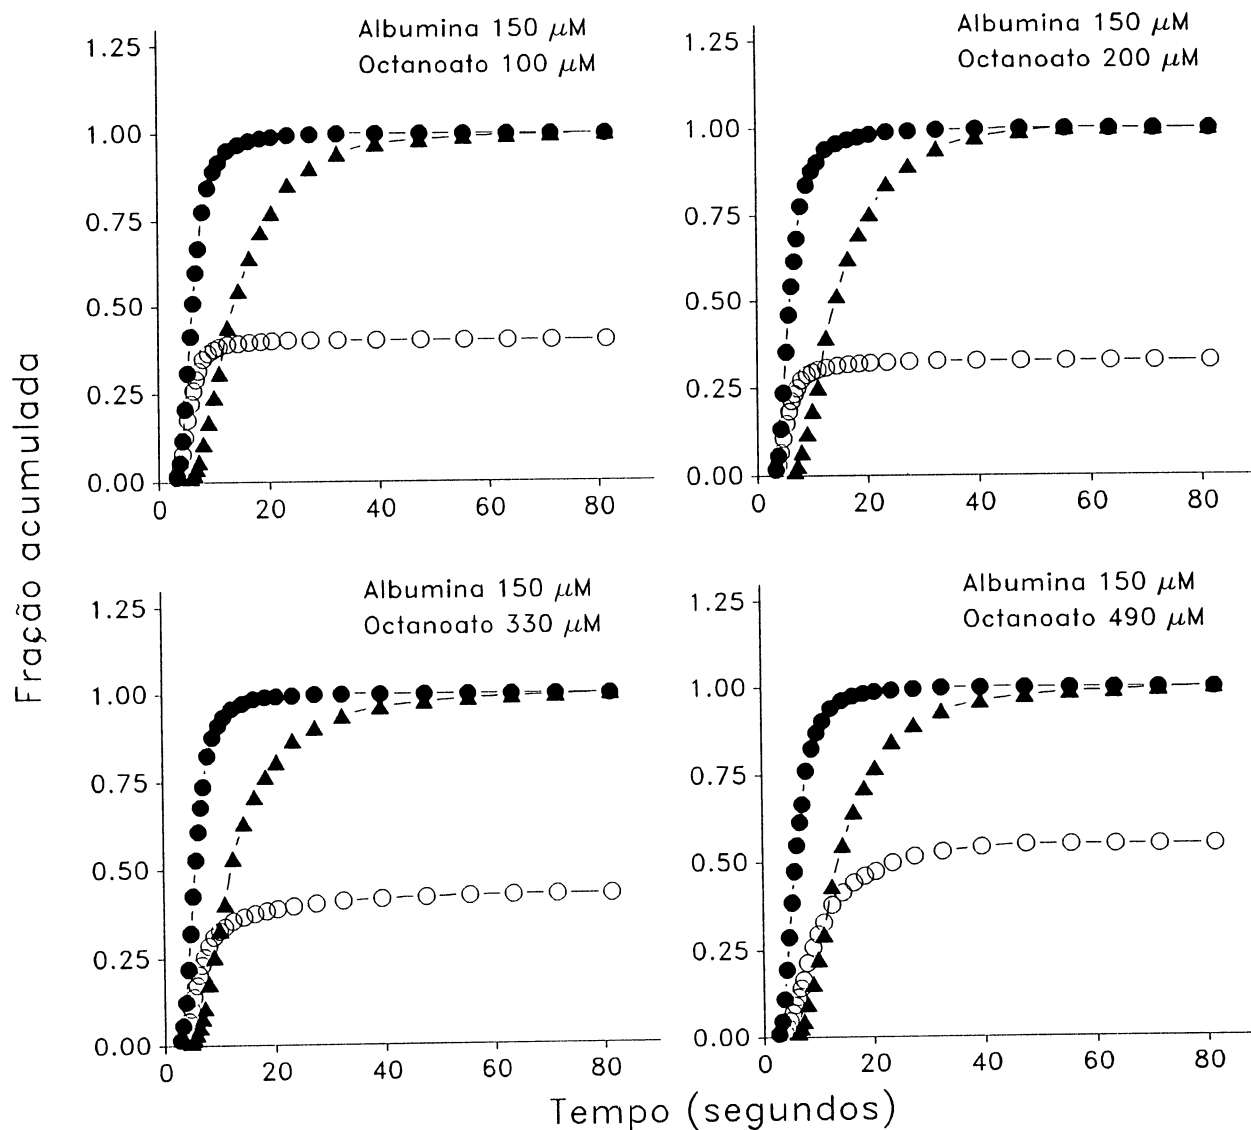 Albumina 150 μM
Octanoato 100 μM
1.25
1.00
0.75
0.50
0.25
0.00
0 20 40 60 80
Albumina 150 μM
Octanoato 200 μM
1.25
1.00
0.75
0.50
0.25
0.00
0 20 40 60 80
Fração acumulada
Albumina 150 μM
Octanoato 330 μM
1.25
1.00
0.75
0.50
0.25
0.00
0 20 40 60 80
Albumina 150 μM
Octanoato 490 μM
1.25
1.00
0.75
0.50
0.25
0.00
0 20 40 60 80
Tempo (segundos)